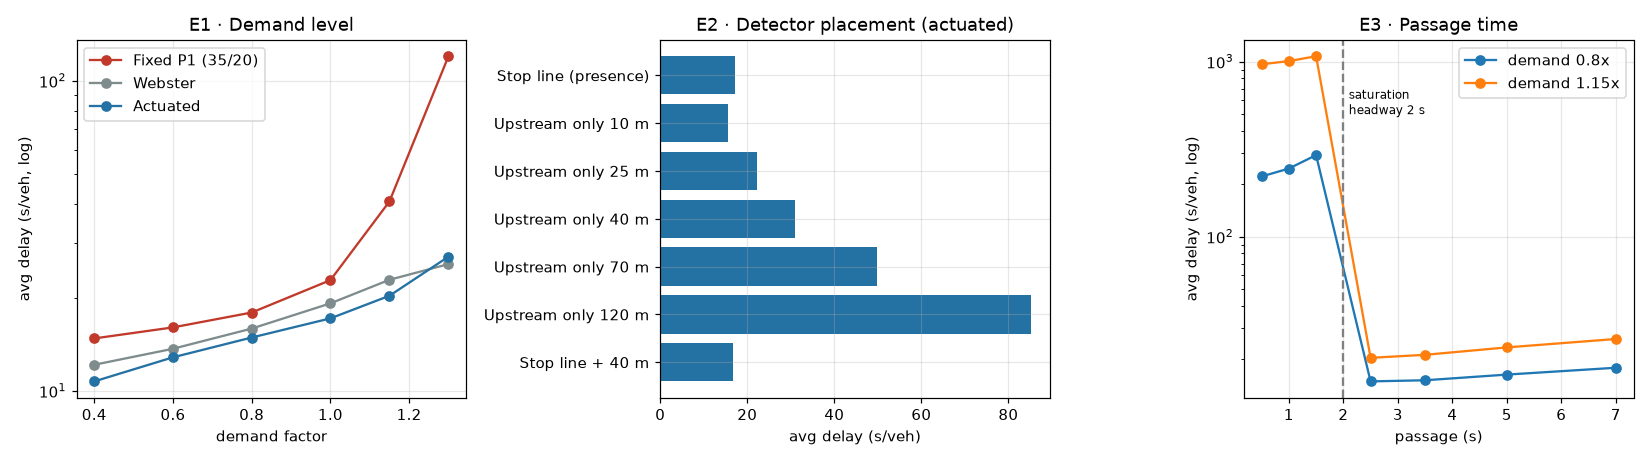 E1 · Demand level
Fixed P1 (35/20)
Webster
Actuated
10²
10¹
avg delay (s/veh, log)
0.4 0.6 0.8 1.0 1.2
demand factor
E2 · Detector placement (actuated)
Stop line (presence)
Upstream only 10 m
Upstream only 25 m
Upstream only 40 m
Upstream only 70 m
Upstream only 120 m
Stop line + 40 m
0 20 40 60 80
avg delay (s/veh)
E3 · Passage time
demand 0.8x
demand 1.15x
saturation
headway 2 s
10³
10²
avg delay (s/veh, log)
1 2 3 4 5 6 7
passage (s)